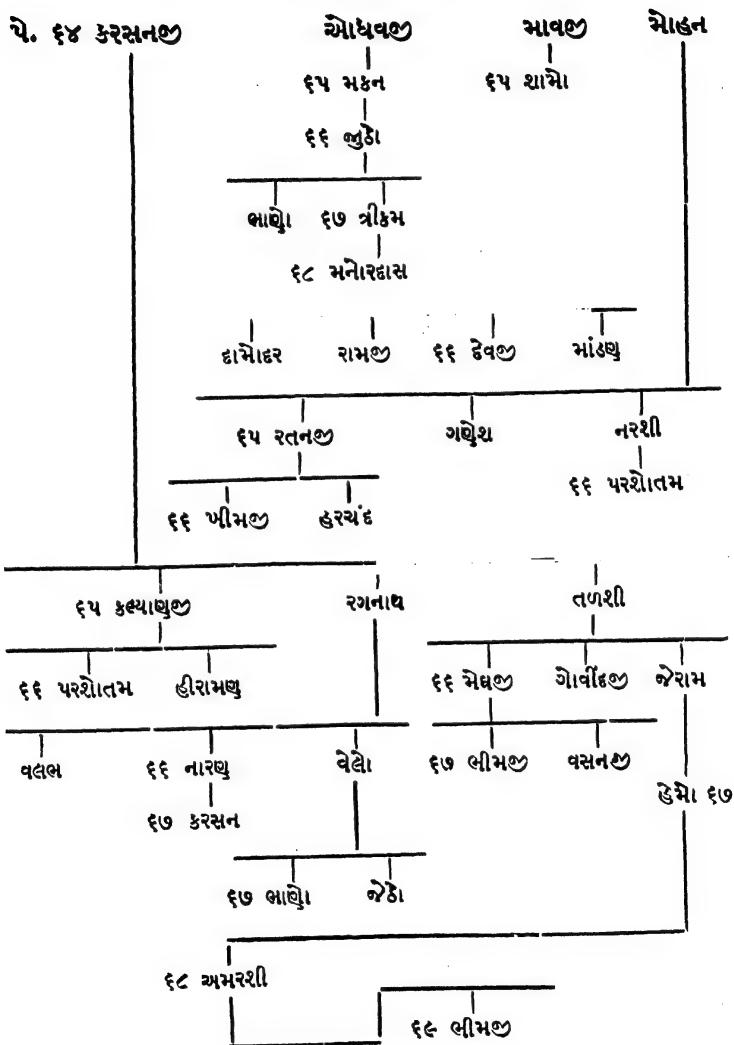 પે. ૬૪ કરસનજી ઓધવજી માવજી મોહન
૬૫ મકન ૬૫ શામો
૬૬ જુઠો
ભાણો ૬૭ ત્રીકમ
૬૮ મનોરદાસ
દામોદર રામજી ૬૬ દેવજી માંડણ
૬૫ રતનજી ગણેશ નરશી
૬૬ પરશોતમ
૬૬ ખીમજી હરચંદ
૬૫ કલ્યાણજી રગનાથ તળશી
૬૬ પરશોતમ હીરામણ ૬૬ મેઘજી ગોવીંદજી જેરામ
વલભ ૬૬ નારણ વેલો ૬૭ ભીમજી વસનજી
હેમો ૬૭
૬૭ કરસન
૬૭ ભાણો જેઠો
૬૮ અમરશી
૬૯ ભીમજી